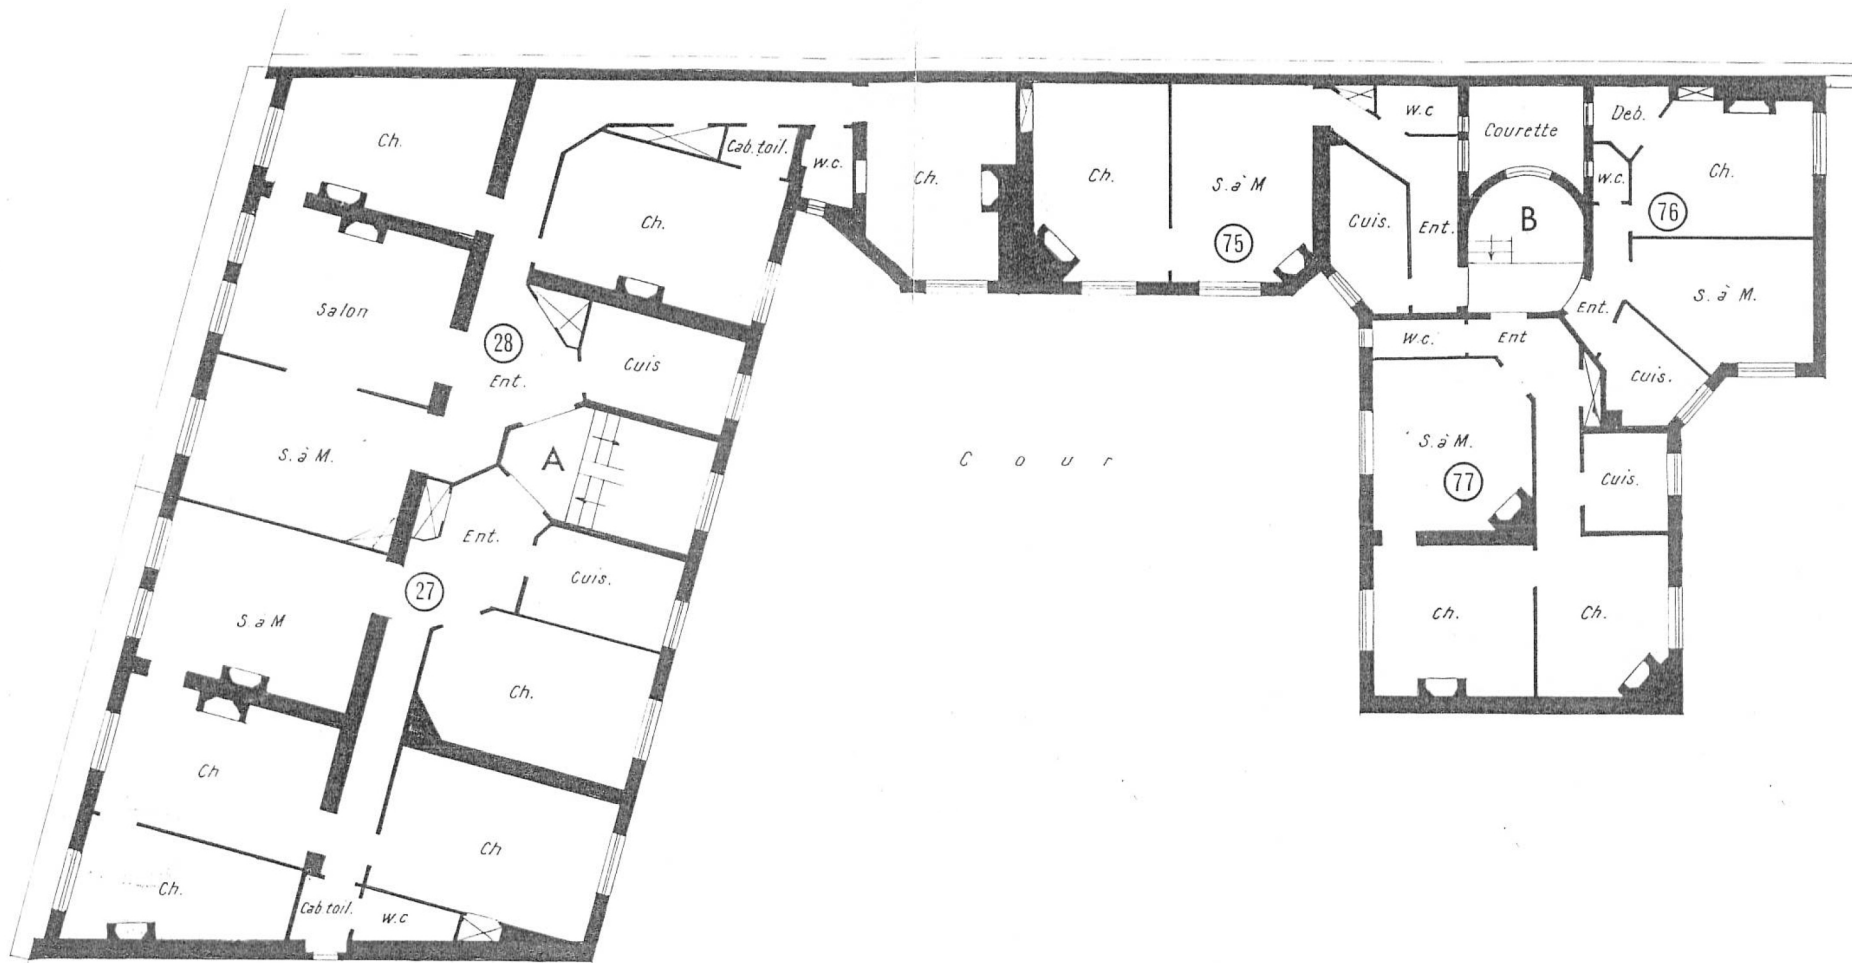 Ch.
Cab. toil.
w.c.
Ch.
Ch.
Ch.
S. à M
75
w.c
Courette
Deb.
Ch.
w.c.
76
B
Cuis.
Ent.
S. à M.
Ent.
Salon
28
Ent.
Cuis
w.c.
Ent
Cuis.
S. à M.
A
Cour
S. à M.
77
Cuis.
Ent.
27
Cuis.
S. a M
Ch.
Ch.
Ch.
Ch
Ch
Ch.
Cab. toil.
w.c